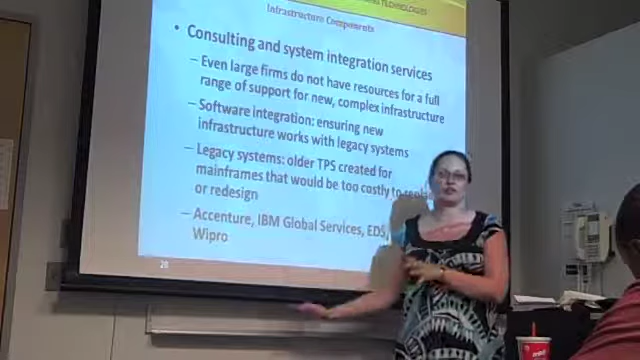 TECHNOLOGIES
Infrastructure Components
• Consulting and system integration services
– Even large firms do not have resources for a full
range of support for new, complex infrastructure
– Software integration: ensuring new
infrastructure works with legacy systems
– Legacy systems: older TPS created for
mainframes that would be too costly to
or redesign
– Accenture, IBM Global Services, EDS,
Wipro
20